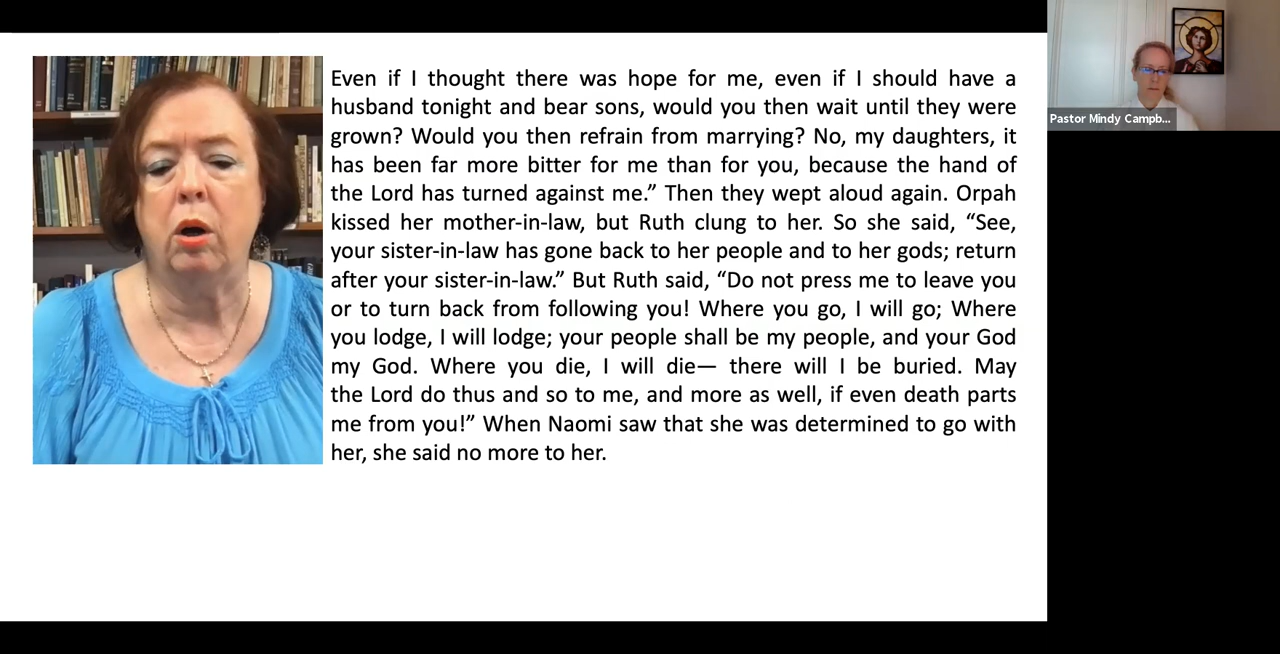 Even if I thought there was hope for me, even if I should have a
husband tonight and bear sons, would you then wait until they were
grown? Would you then refrain from marrying? No, my daughters, it
has been far more bitter for me than for you, because the hand of
the Lord has turned against me.” Then they wept aloud again. Orpah
kissed her mother-in-law, but Ruth clung to her. So she said, “See,
your sister-in-law has gone back to her people and to her gods; return
after your sister-in-law.” But Ruth said, “Do not press me to leave you
or to turn back from following you! Where you go, I will go; Where
you lodge, I will lodge; your people shall be my people, and your God
my God. Where you die, I will die— there will I be buried. May
the Lord do thus and so to me, and more as well, if even death parts
me from you!” When Naomi saw that she was determined to go with
her, she said no more to her.
Pastor Mindy Campb...